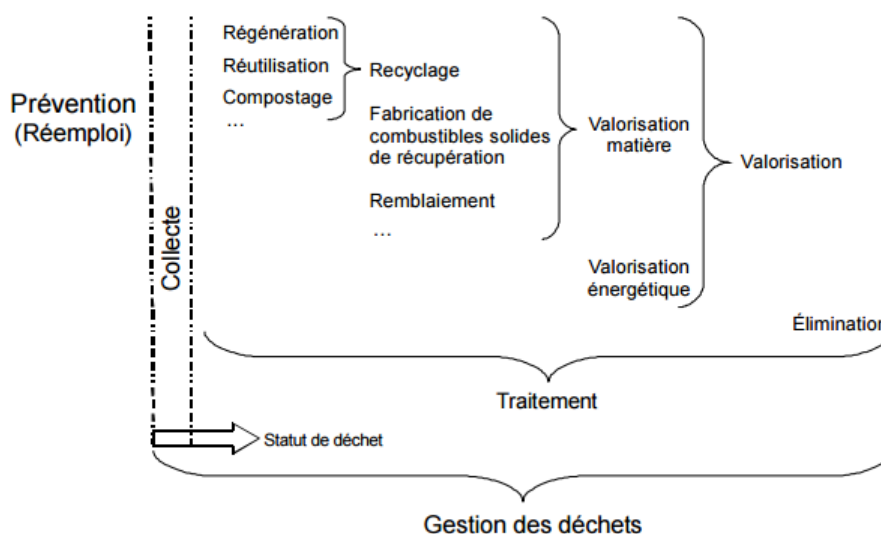 Prévention
(Réemploi)
Collecte
Régénération
Réutilisation
Compostage
...
Recyclage
Fabrication de
combustibles solides
de récupération
Remblaiement
...
Valorisation
matière
Valorisation
énergétique
Valorisation
Élimination
Traitement
Statut de déchet
Gestion des déchets